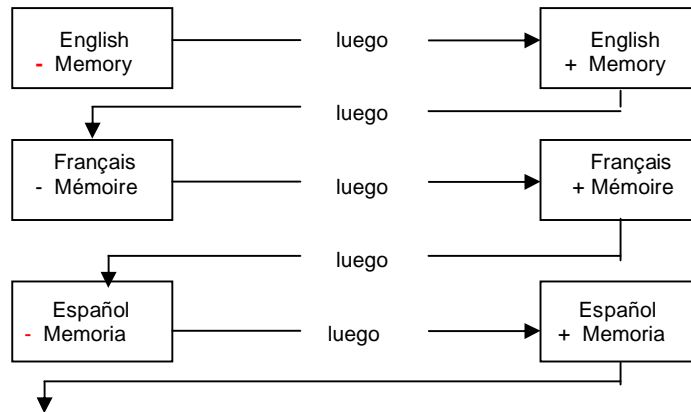 English luego English
- Memory + Memory
luego
Français Français
- Mémoire luego + Mémoire
luego
Español Español
- Memoria luego + Memoria